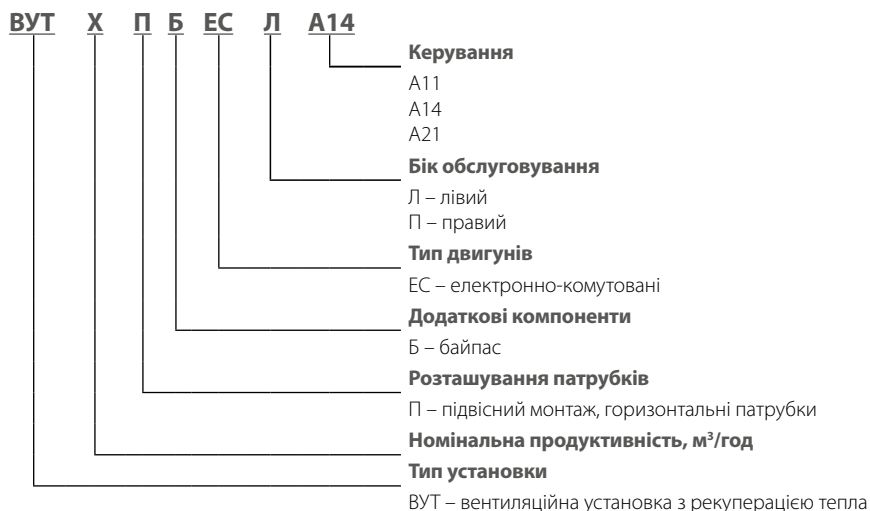 ВУТ Х П Б ЕС Л А14
Керування
А11
А14
А21
Бік обслуговування
Л – лівий
П – правий
Тип двигунів
ЕС – електронно-комутовані
Додаткові компоненти
Б – байпас
Розташування патрубків
П – підвісний монтаж, горизонтальні патрубки
Номінальна продуктивність, м³/год
Тип установки
ВУТ – вентиляційна установка з рекуперацією тепла